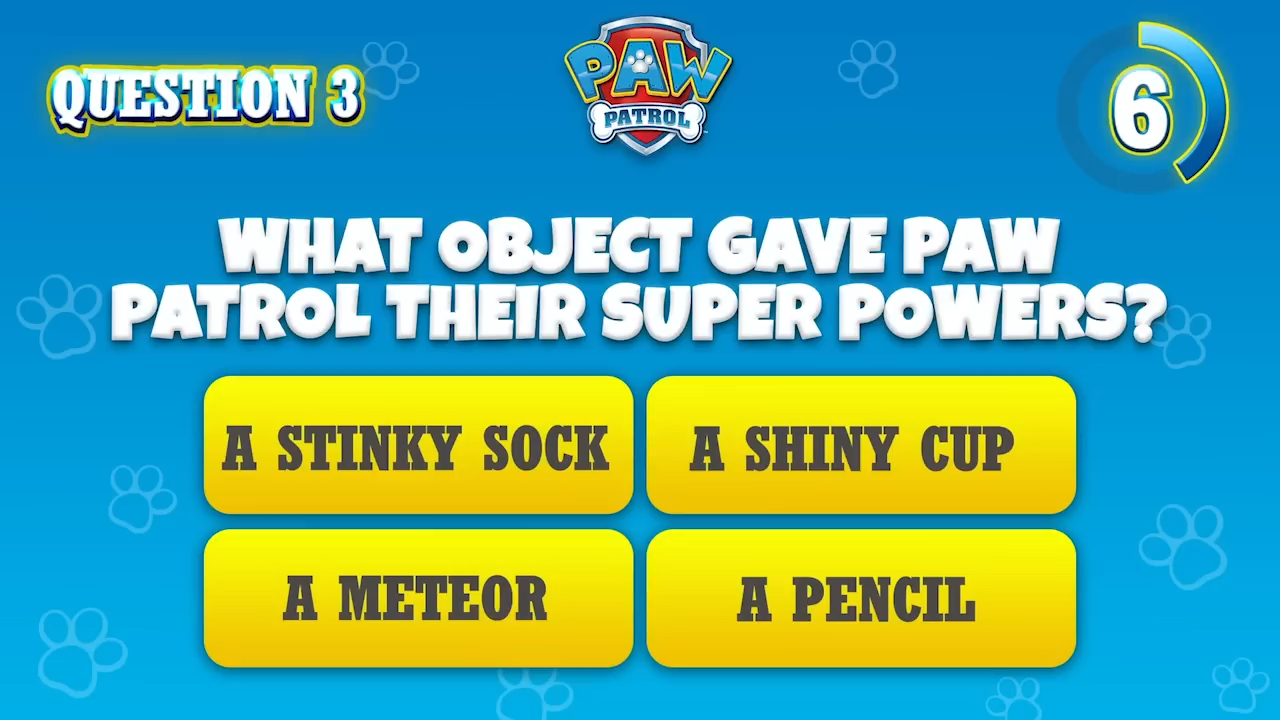 QUESTION 3
PAW
PATROL
6
WHAT OBJECT GAVE PAW
PATROL THEIR SUPER POWERS?
A STINKY SOCK
A SHINY CUP
A METEOR
A PENCIL